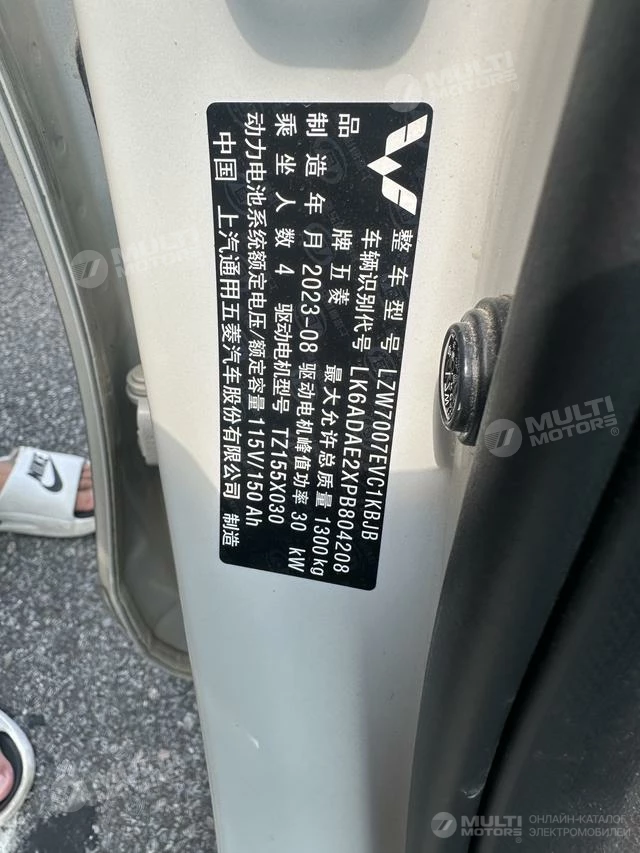 整车型号 LZW7007EVC1KBJB
车辆识别代号 LK6ADAE2XPB804208
品牌 五菱 最大允许总质量 1300kg
制造年月 2023-08 驱动电机峰值功率 30 kW
乘坐人数 4 驱动电机型号 TZ155X030
动力电池系统额定电压/额定容量 115V/150Ah
中国 上汽通用五菱汽车股份有限公司 制造
NIKE
MULTI
MOTORS
MULTI
MOTORS
MULTI
MOTORS
MULTI
MOTORS
ОНЛАЙН-КАТАЛОГ
ЭЛЕКТРОМОБИЛЕЙ